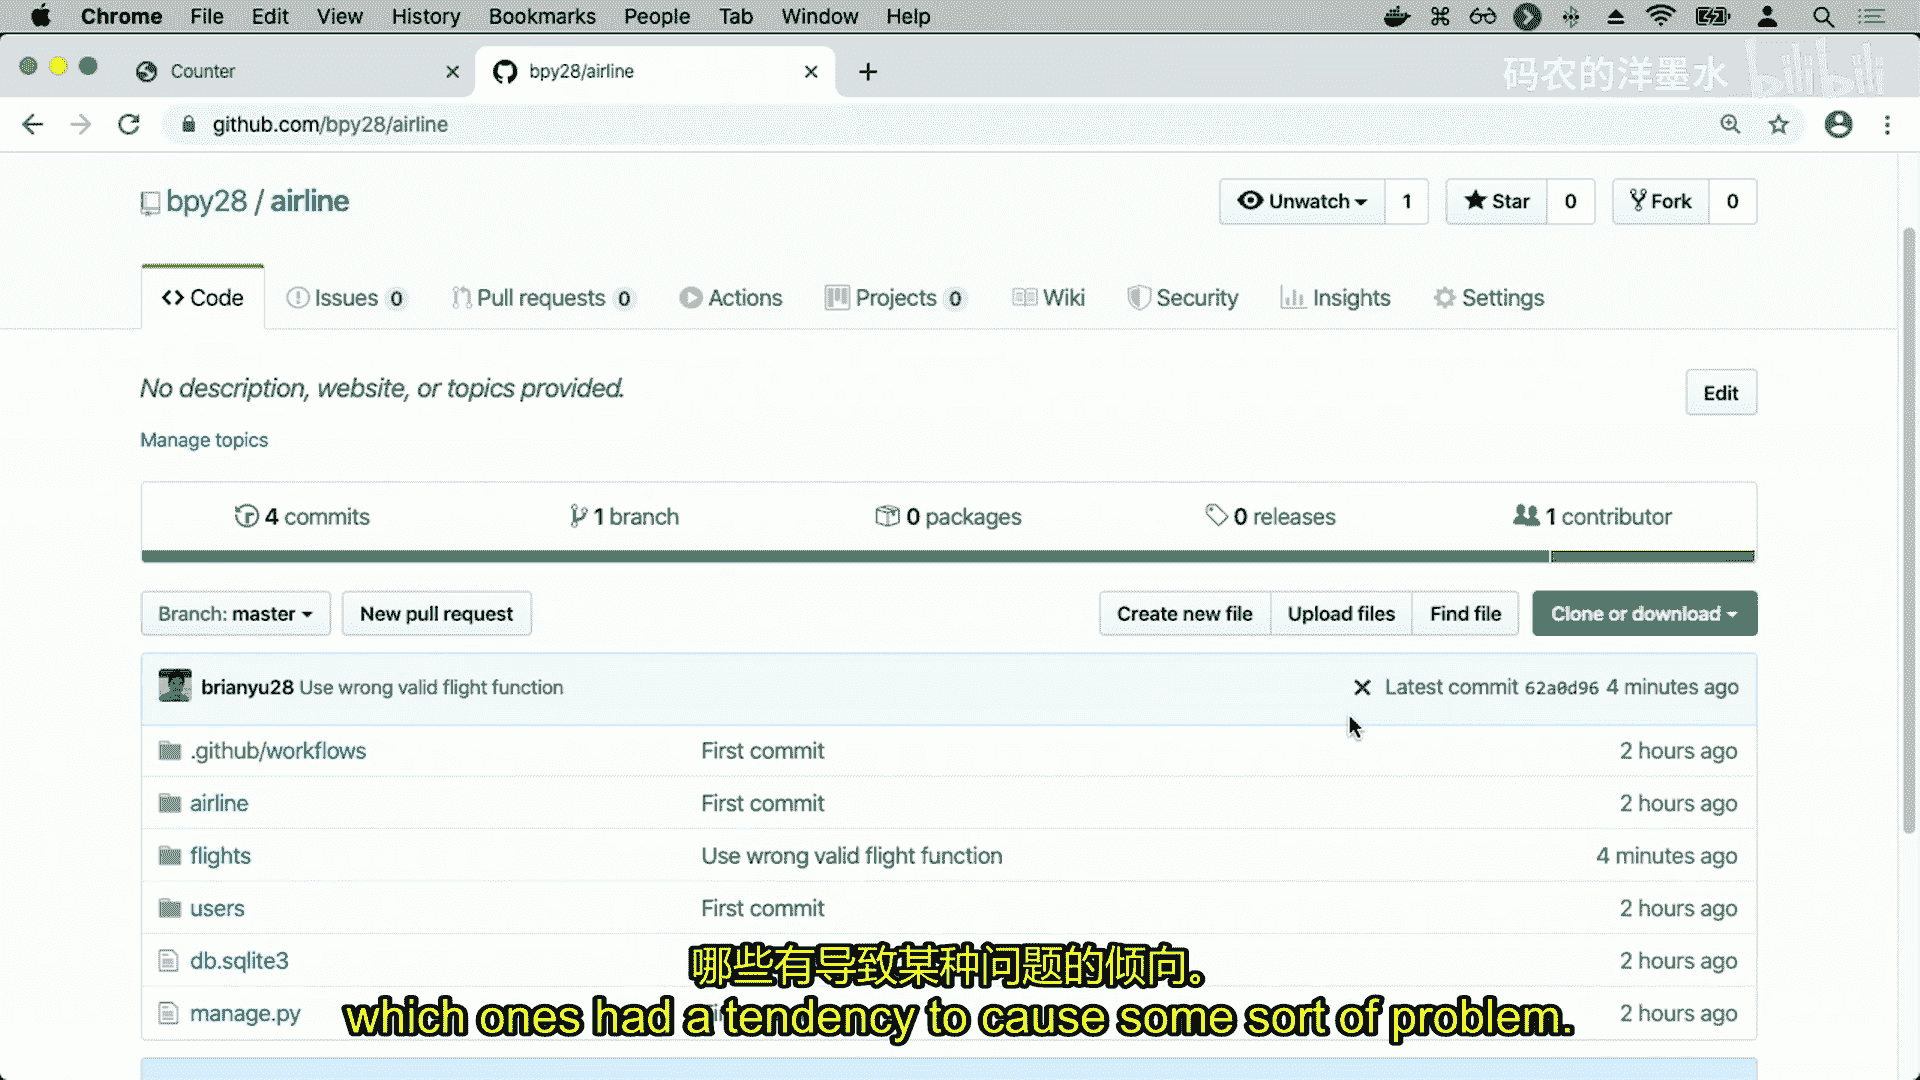 Chrome File Edit View History Bookmarks People Tab Window Help
Counter
bpy28/airline
码农的洋墨水 bilibili
github.com/bpy28/airline
bpy28 / airline
Unwatch 1 Star 0 Fork 0
Code Issues 0 Pull requests 0 Actions Projects 0 Wiki Security Insights Settings
No description, website, or topics provided.
Edit
Manage topics
4 commits 1 branch 0 packages 0 releases 1 contributor
Branch: master New pull request Create new file Upload files Find file Clone or download
brianyu28 Use wrong valid flight function Latest commit 62a0d96 4 minutes ago
.github/workflows First commit 2 hours ago
airline First commit 2 hours ago
flights Use wrong valid flight function 4 minutes ago
users First commit 2 hours ago
db.sqlite3 2 hours ago
manage.py 2 hours ago
哪些有导致某种问题的倾向。
which ones had a tendency to cause some sort of problem.